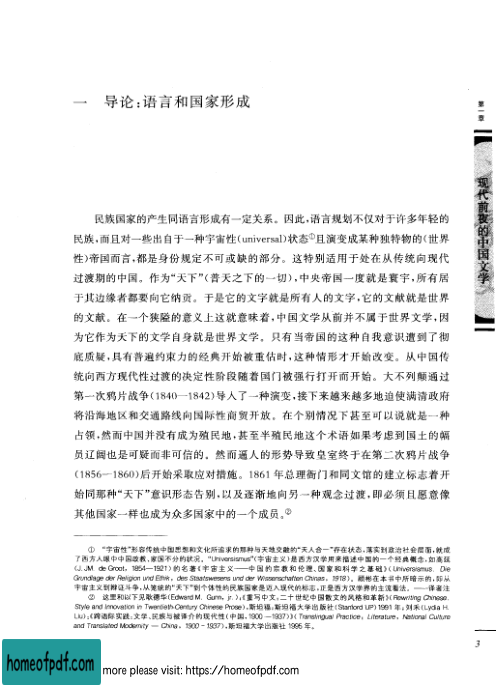 一 导论:语言和国家形成
第一章
现代前夜的中国文学
民族国家的产生同语言形成有一定关系。因此,语言规划不仅对于许多年轻的
民族,而且对一些出自于一种宇宙性(universal)状态①且演变成某种独特物的(世界
性)帝国而言,都是身份规定不可或缺的部分。这特别适用于处在从传统向现代
过渡期的中国。作为“天下”(普天之下的一切),中央帝国一度就是寰宇,所有居
于其边缘者都要向它纳贡。于是它的文字就是所有人的文字,它的文献就是世界
的文献。在一个狭隘的意义上这就意味着,中国文学从前并不属于世界文学,因
为它作为天下的文学自身就是世界文学。只有当帝国的这种自我意识遭到了彻
底质疑,具有普遍约束力的经典开始被重估时,这种情形才开始改变。从中国传
统向西方现代性过渡的决定性阶段随着国门被强行打开而开始。大不列颠通过
第一次鸦片战争(1840—1842)导入了一种演变,接下来越来越多地迫使满清政府
将沿海地区和交通路线向国际性商贸开放。在个别情况下甚至可以说就是一种
占领,然而中国并没有成为殖民地,甚至半殖民地这个术语如果考虑到国土的幅
员辽阔也是可疑而非可信的。然而逼人的形势导致皇室终于在第二次鸦片战争
(1856—1860)后开始采取应对措施。1861年总理衙门和同文馆的建立标志着开
始同那种“天下”意识形态告别,以及逐渐地向另一种观念过渡,即必须且愿意像
其他国家一样也成为众多国家中的一个成员。②
① “宇宙性”形容传统中国思想和文化所追求的那种与天地交融的“天人合一”存在状态,落实到政治社会层面,就成
了西方人眼中中国政教、家国不分的状况。“Universismus”(宇宙主义)是西方汉学用来描述中国的一个经典概念,如高延
(J. J.M. de Groot, 1854—1921)的名著《宇宙主义——中国的宗教和伦理、国家和科学之基础》(Universismus. Die
Grundlage der Religion und Ethik, des Staatswesens und der Wissenschaften Chinas, 1918)。顾彬在本书中所暗示的,即从
宇宙主义到辩证斗争,从笼统的“天下”到个体性的民族国家是迈入现代的标志,正是西方汉学界的主流看法。——译者注
② 这里和以下见耿德华(Edward M. Gunn, jr.):《重写中文:二十世纪中国散文的风格和革新》(Rewriting Chinese.
Style and Innovation in Twentieth-Century Chinese Prose),斯坦福:斯坦福大学出版社(Stanford UP)1991年;刘禾(Lydia H.
Liu):《跨语际实践:文学、民族与被译介的现代性(中国,1900—1937)》(Translingual Practice: Literature, National Culture
and Translated Modernity — China, 1900-1937),斯坦福大学出版社1995年。
3
homeofpdf.com
more please visit: https://homeofpdf.com